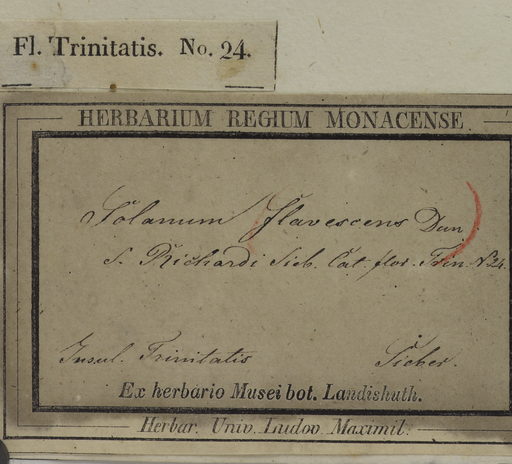 Fl. Trinitatis. No. 24.
HERBARIUM REGIUM MONACENSE
Solanum flavescens Dun
S. Richardi Sieb. Cat. flor. Trin. No 24.
Insul. Trinitatis Sieber.
Ex herbario Musei bot. Landishuth.
Herbar. Univ. Ludov. Maximil.